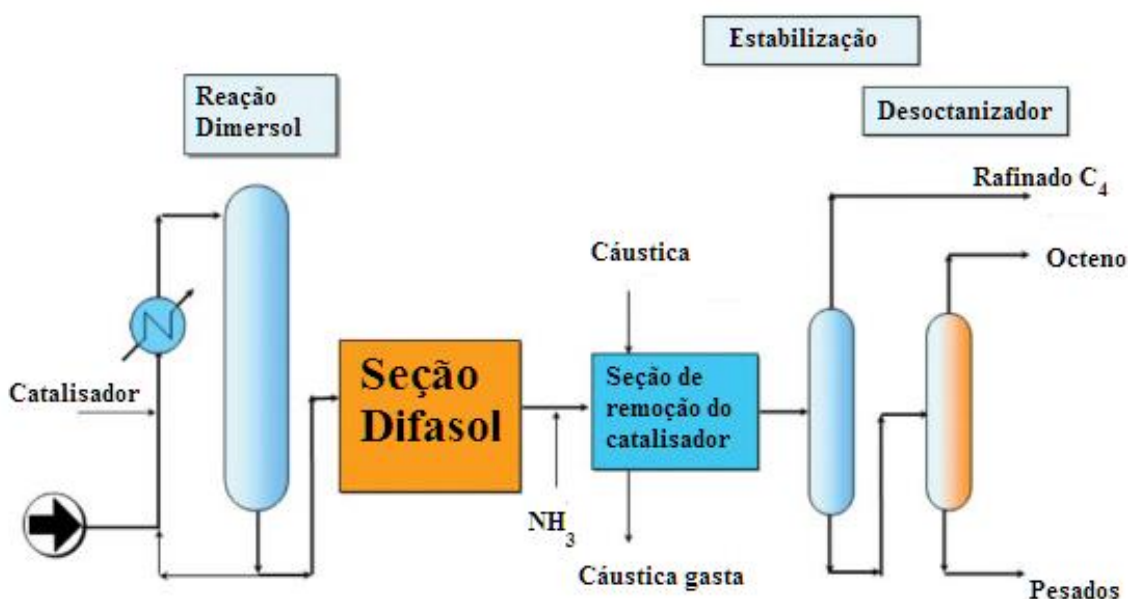 Estabilização
Reação
Dimersol
Desoctanizador
Rafinado C₄
Cáustica
Octeno
Catalisador
Seção
Difasol
Seção de
remoção do
catalisador
NH₃
Cáustica gasta
Pesados